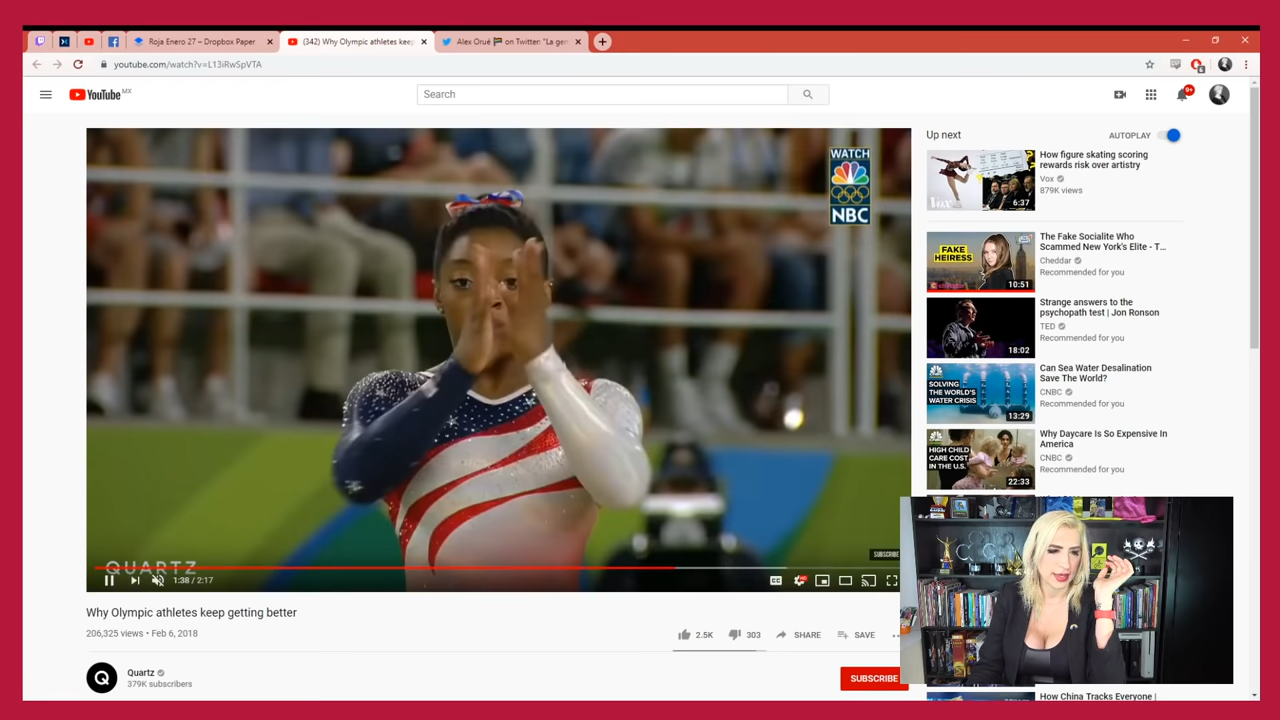 Roja Enero 27 – Dropbox Paper
(342) Why Olympic athletes keep
Alex Orué on Twitter: "La gen
youtube.com/watch?v=L13iRwSpVTA
6
YouTube MX
Search
9+
WATCH
NBC
QUARTZ
SUBSCRIBE
1:38 / 2:17
CC
Why Olympic athletes keep getting better
206,325 views • Feb 6, 2018
2.5K
303
SHARE
SAVE
Q
Quartz
379K subscribers
SUBSCRIBE
Up next
AUTOPLAY
Vox
6:37
How figure skating scoring
rewards risk over artistry
Vox
879K views
FAKE
HEIRESS
10:51
The Fake Socialite Who
Scammed New York's Elite - T...
Cheddar
Recommended for you
18:02
Strange answers to the
psychopath test | Jon Ronson
TED
Recommended for you
SOLVING
THE WORLD'S
WATER CRISIS
13:29
Can Sea Water Desalination
Save The World?
CNBC
Recommended for you
HIGH CHILD
CARE COST
IN THE U.S.
22:33
Why Daycare Is So Expensive In
America
CNBC
Recommended for you
How China Tracks Everyone |